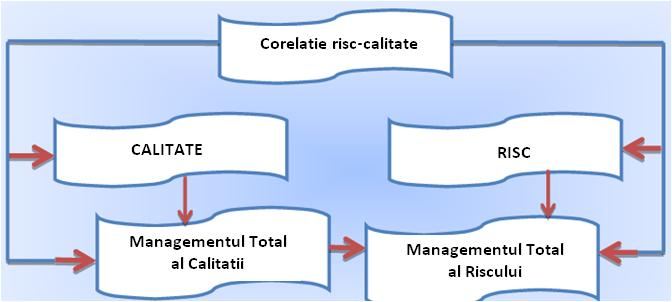 Corelatie risc-calitate
CALITATE
RISC
Managementul Total
al Calitatii
Managementul Total
al Riscului